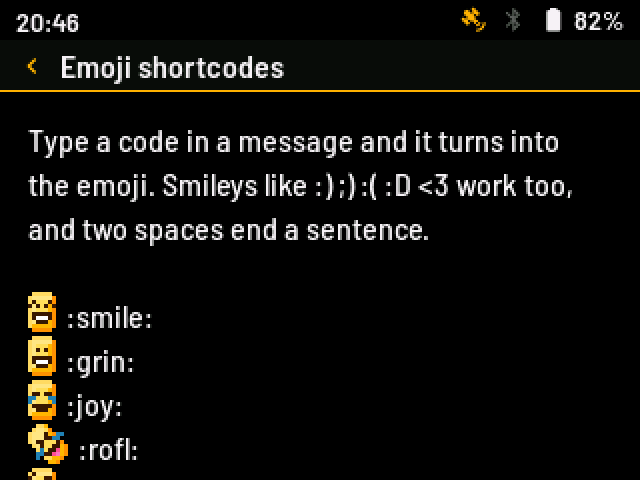 20:46
82%
Emoji shortcodes
Type a code in a message and it turns into
the emoji. Smileys like :) ;) :( :D <3 work too,
and two spaces end a sentence.
:smile:
:grin:
:joy:
:rofl: